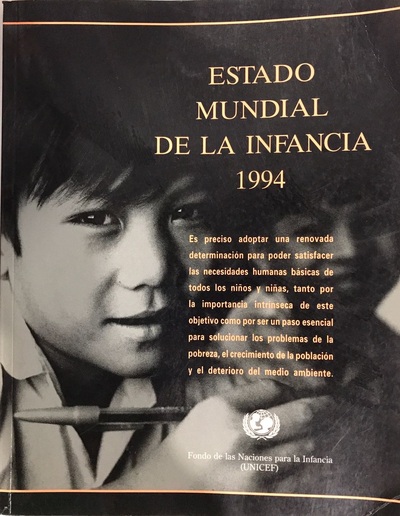 ESTADO
MUNDIAL
DE LA INFANCIA
1994
Es preciso adoptar una renovada
determinación para poder satisfacer
las necesidades humanas básicas de
todos los niños y niñas, tanto por
la importancia intrínseca de este
objetivo como por ser un paso esencial
para solucionar los problemas de la
pobreza, el crecimiento de la población
y el deterioro del medio ambiente.
Fondo de las Naciones para la Infancia
(UNICEF)